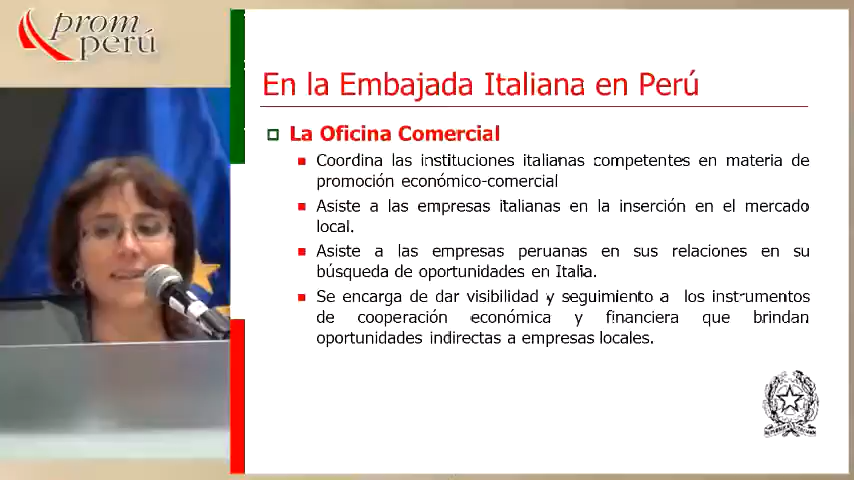 prom
perú
En la Embajada Italiana en Perú
La Oficina Comercial
Coordina las instituciones italianas competentes en materia de
promoción económico-comercial
Asiste a las empresas italianas en la inserción en el mercado
local.
Asiste a las empresas peruanas en sus relaciones en su
búsqueda de oportunidades en Italia.
Se encarga de dar visibilidad y seguimiento a los instrumentos
de cooperación económica y financiera que brindan
oportunidades indirectas a empresas locales.